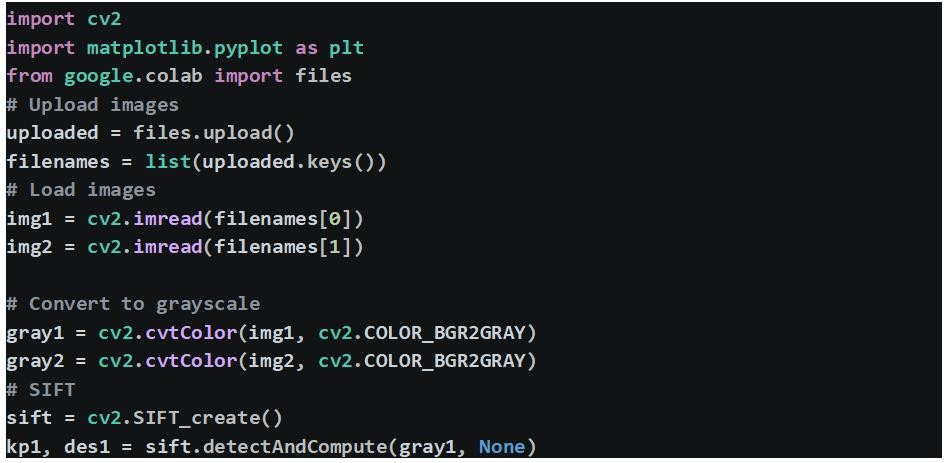 import cv2
import matplotlib.pyplot as plt
from google.colab import files
# Upload images
uploaded = files.upload()
filenames = list(uploaded.keys())
# Load images
img1 = cv2.imread(filenames[0])
img2 = cv2.imread(filenames[1])
# Convert to grayscale
gray1 = cv2.cvtColor(img1, cv2.COLOR_BGR2GRAY)
gray2 = cv2.cvtColor(img2, cv2.COLOR_BGR2GRAY)
# SIFT
sift = cv2.SIFT_create()
kp1, des1 = sift.detectAndCompute(gray1, None)